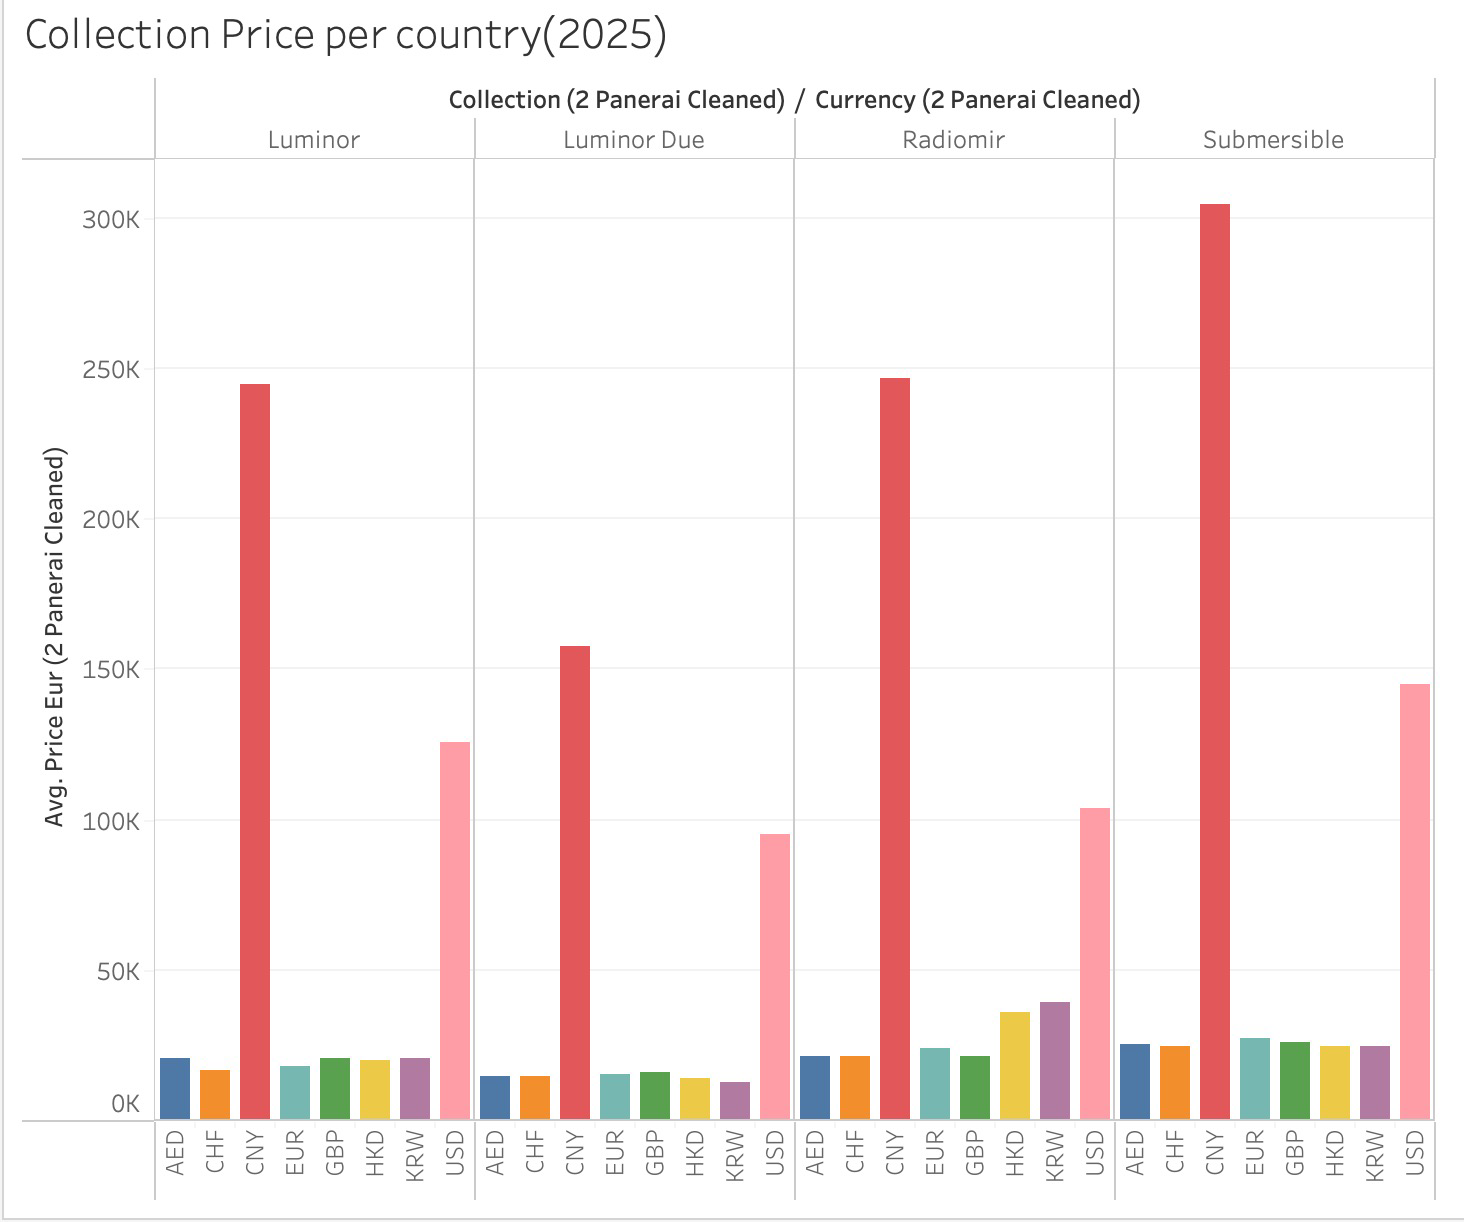 Collection Price per country(2025)
Collection (2 Panerai Cleaned) / Currency (2 Panerai Cleaned)
Luminor Luminor Due Radiomir Submersible
Avg. Price Eur (2 Panerai Cleaned)
300K
250K
200K
150K
100K
50K
0K
AED CHF CNY EUR GBP HKD KRW USD AED CHF CNY EUR GBP HKD KRW USD AED CHF CNY EUR GBP HKD KRW USD AED CHF CNY EUR GBP HKD KRW USD